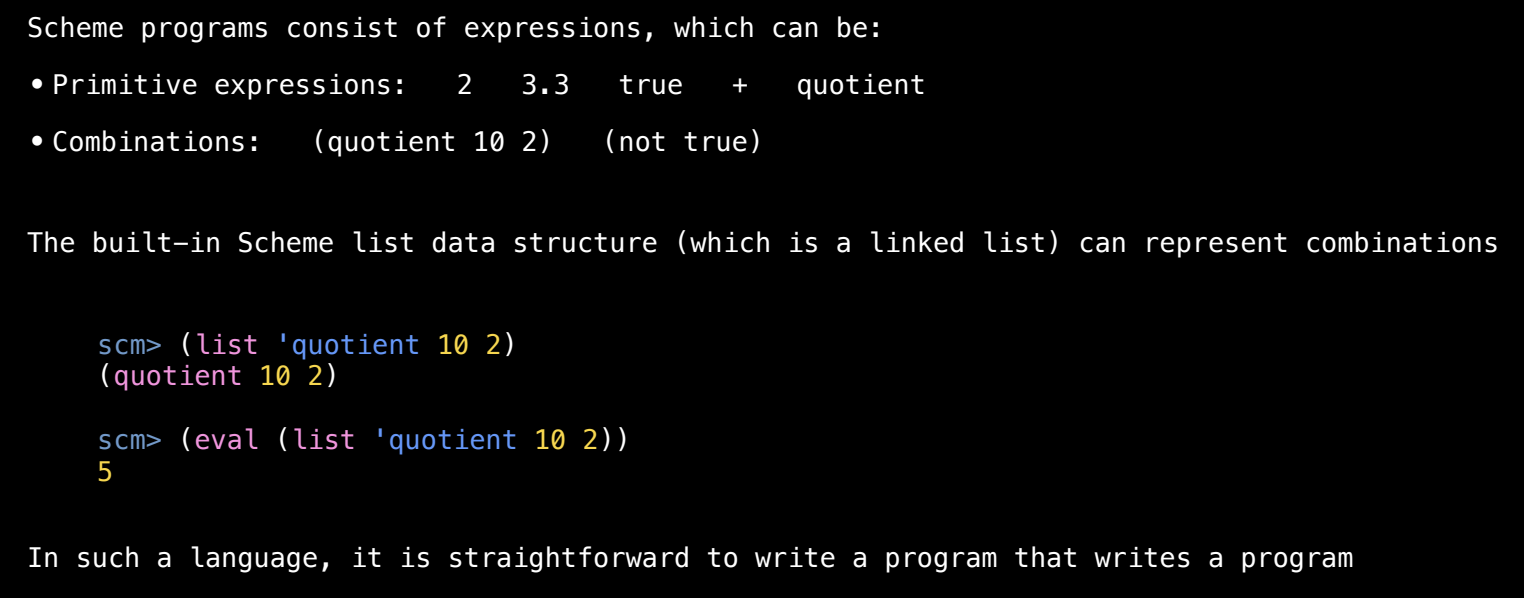 Scheme programs consist of expressions, which can be:
• Primitive expressions: 2 3.3 true + quotient
• Combinations: (quotient 10 2) (not true)
The built-in Scheme list data structure (which is a linked list) can represent combinations
scm> (list 'quotient 10 2)
(quotient 10 2)
scm> (eval (list 'quotient 10 2))
5
In such a language, it is straightforward to write a program that writes a program